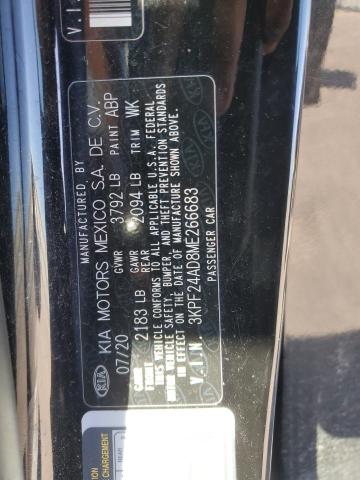 MANUFACTURED BY
KIA KIA MOTORS MEXICO S.A. DE C.V.
07/20 GVWR 3792 LB PAINT ABP
2183 LB GAWR REAR 2094 LB TRIM WK
THIS VEHICLE CONFORMS TO ALL APPLICABLE U.S.A. FEDERAL
MOTOR VEHICLE SAFETY, BUMPER, AND THEFT PREVENTION STANDARDS
IN EFFECT ON THE DATE OF MANUFACTURE SHOWN ABOVE.
V.I.N. 3KPF24AD8ME266683
PASSENGER CAR